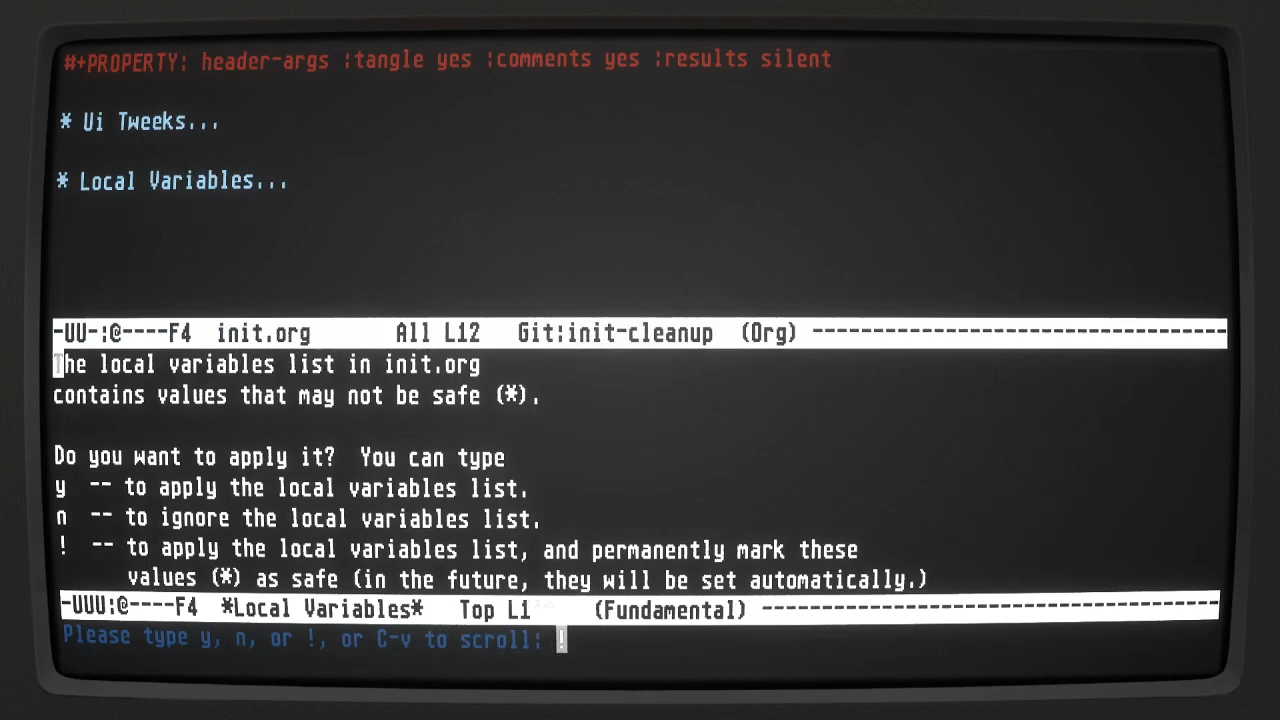 #+PROPERTY: header-args :tangle yes :comments yes :results silent
* Ui Tweeks...
* Local Variables...
-UU-:@----F4  init.org       All L12   Git:init-cleanup  (Org) -----------------------------------
The local variables list in init.org
contains values that may not be safe (*).
Do you want to apply it?  You can type
y  -- to apply the local variables list.
n  -- to ignore the local variables list.
!  -- to apply the local variables list, and permanently mark these
values (*) as safe (in the future, they will be set automatically.)
-UUU:@----F4  *Local Variables*   Top L1     (Fundamental) ---------------------------------------
Please type y, n, or !, or C-v to scroll: !